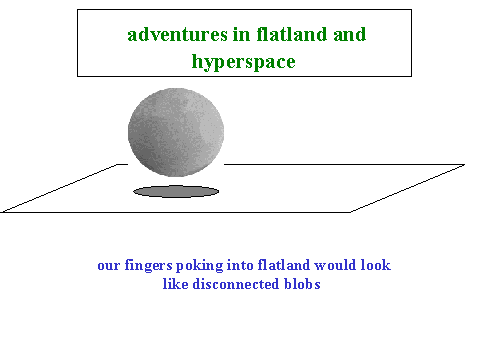 adventures in flatland and
hyperspace
our fingers poking into flatland would look
like disconnected blobs